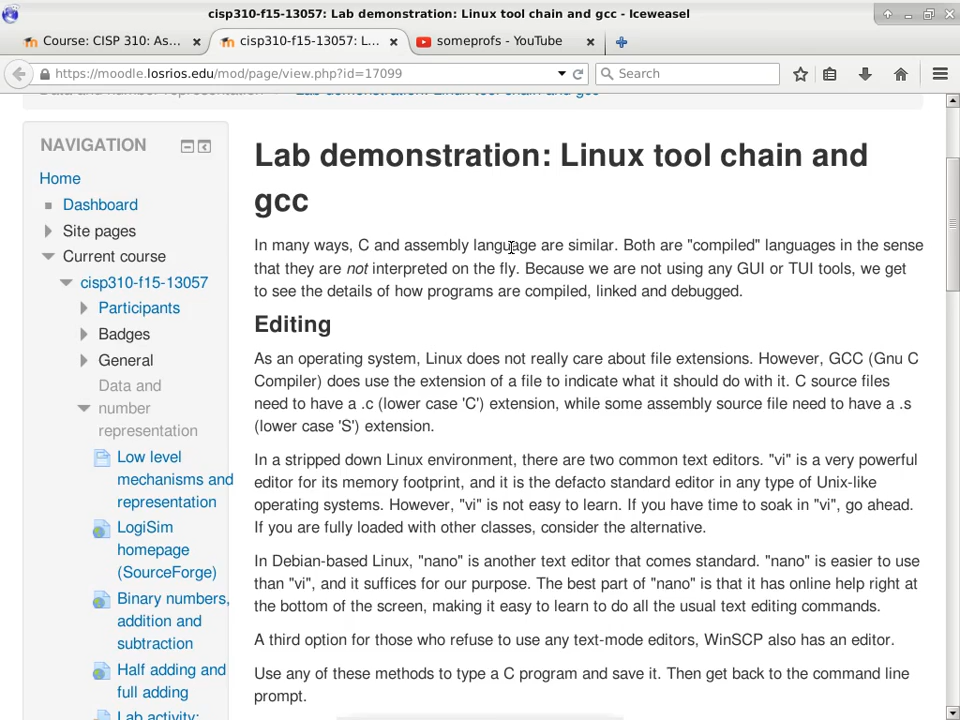 cisp310-f15-13057: Lab demonstration: Linux tool chain and gcc - Iceweasel
Course: CISP 310: As...
cisp310-f15-13057: L...
someprofs - YouTube
https://moodle.losrios.edu/mod/page/view.php?id=17099
Search
Data and number representation
Lab demonstration: Linux tool chain and gcc
NAVIGATION
Home
Dashboard
Site pages
Current course
cisp310-f15-13057
Participants
Badges
General
Data and
number
representation
Low level
mechanisms and
representation
LogiSim
homepage
(SourceForge)
Binary numbers,
addition and
subtraction
Half adding and
full adding
Lab activity:
Lab demonstration: Linux tool chain and
gcc
In many ways, C and assembly language are similar. Both are "compiled" languages in the sense
that they are not interpreted on the fly. Because we are not using any GUI or TUI tools, we get
to see the details of how programs are compiled, linked and debugged.
Editing
As an operating system, Linux does not really care about file extensions. However, GCC (Gnu C
Compiler) does use the extension of a file to indicate what it should do with it. C source files
need to have a .c (lower case 'C') extension, while some assembly source file need to have a .s
(lower case 'S') extension.
In a stripped down Linux environment, there are two common text editors. "vi" is a very powerful
editor for its memory footprint, and it is the defacto standard editor in any type of Unix-like
operating systems. However, "vi" is not easy to learn. If you have time to soak in "vi", go ahead.
If you are fully loaded with other classes, consider the alternative.
In Debian-based Linux, "nano" is another text editor that comes standard. "nano" is easier to use
than "vi", and it suffices for our purpose. The best part of "nano" is that it has online help right at
the bottom of the screen, making it easy to learn to do all the usual text editing commands.
A third option for those who refuse to use any text-mode editors, WinSCP also has an editor.
Use any of these methods to type a C program and save it. Then get back to the command line
prompt.